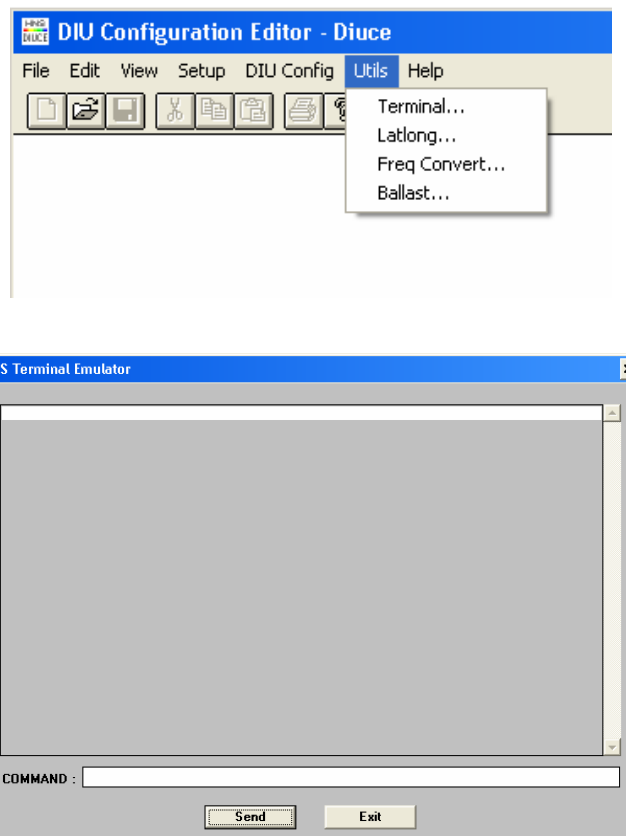 HNS
DIUCE
DIU Configuration Editor - Diuce
File Edit View Setup DIU Config Utils Help
Terminal...
Latlong...
Freq Convert...
Ballast...
S Terminal Emulator
COMMAND :
Send Exit